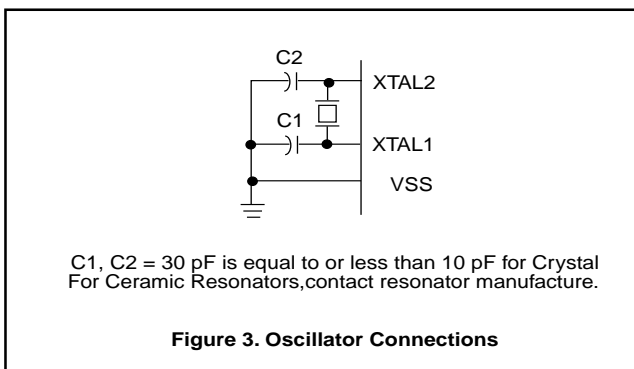 C2
XTAL2
C1
XTAL1
VSS
C1, C2 = 30 pF is equal to or less than 10 pF for Crystal
For Ceramic Resonators,contact resonator manufacture.
Figure 3. Oscillator Connections